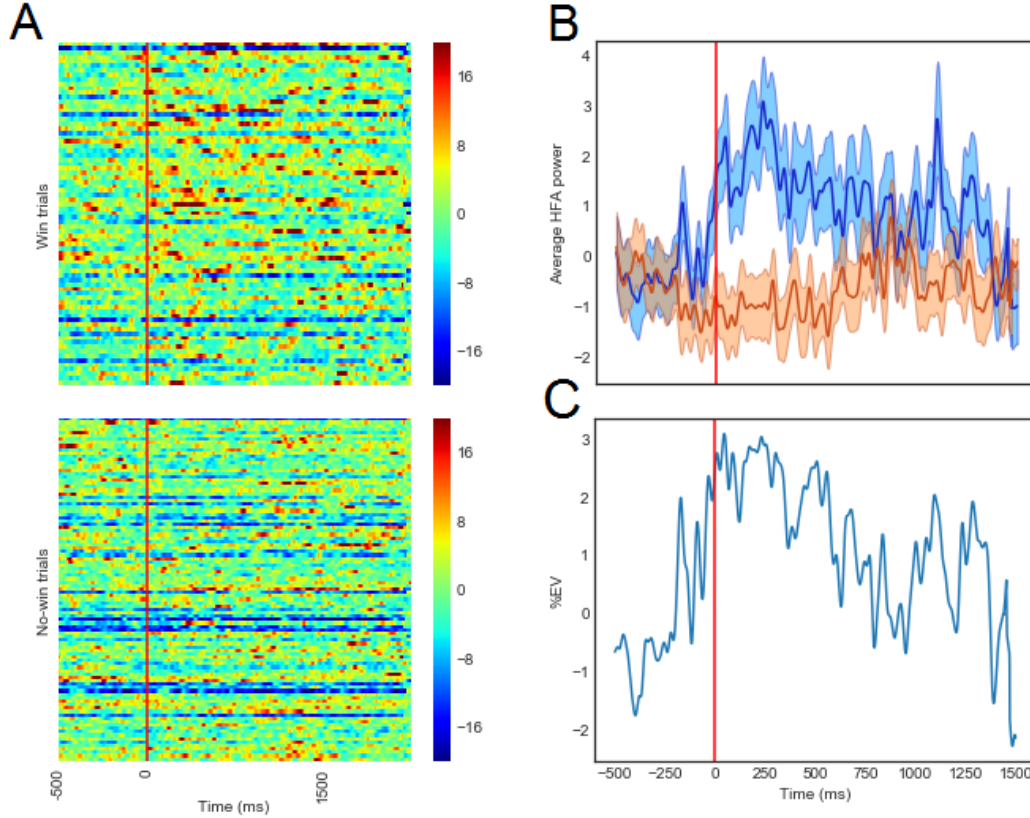 A
Win trials
16
8
0
−8
−16
No-win trials
16
8
0
−8
−16
-500
0
1500
Time (ms)
B
Average HFA power
4
3
2
1
0
−1
−2
C
%EV
3
2
1
0
−1
−2
−500 −250 0 250 500 750 1000 1250 1500
Time (ms)